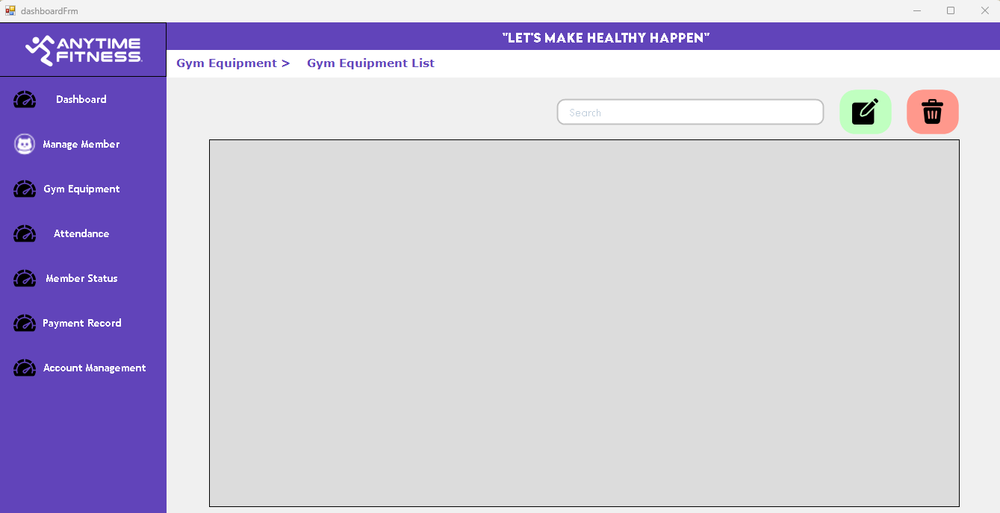 dashboardFrm
ANYTIME
FITNESS.
"LET'S MAKE HEALTHY HAPPEN"
Gym Equipment > Gym Equipment List
Search
Dashboard
Manage Member
Gym Equipment
Attendance
Member Status
Payment Record
Account Management